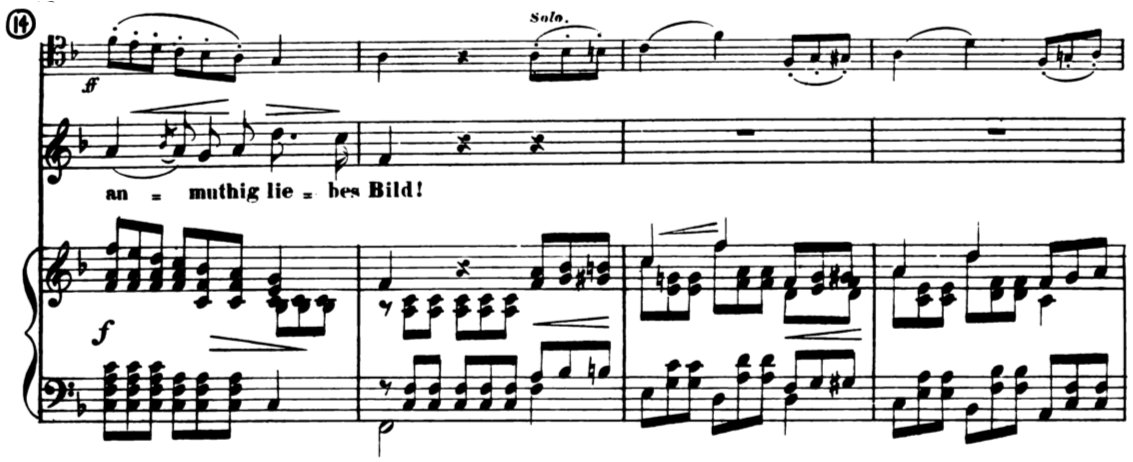 14
Solo.
ff
an = muthig lie = bes Bild!
f